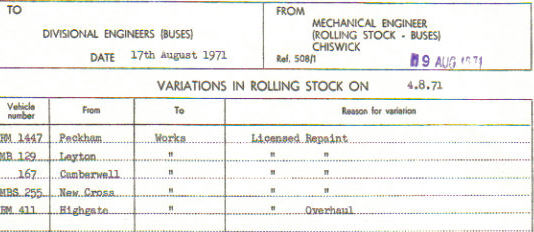 TO
FROM
MECHANICAL ENGINEER
DIVISIONAL ENGINEERS (BUSES)
(ROLLING STOCK - BUSES)
CHISWICK
DATE 17th August 1971
Ref. 508/1
19 AUG 1971
VARIATIONS IN ROLLING STOCK ON 4.8.71
Vehicle number From To Reason for variation
RM 1447 Peckham Works Licensed Repaint
MB 129 Leyton " " "
167 Camberwell " " "
MBS 255 New Cross " " "
RM 411 Highgate " " Overhaul